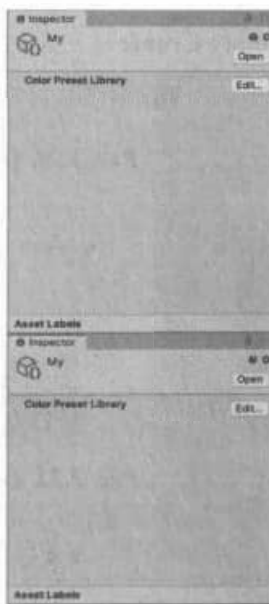 Inspector
My
Open
Color Preset Library
Edit...
Asset Labels
Inspector
My
Open
Color Preset Library
Edit...
Asset Labels